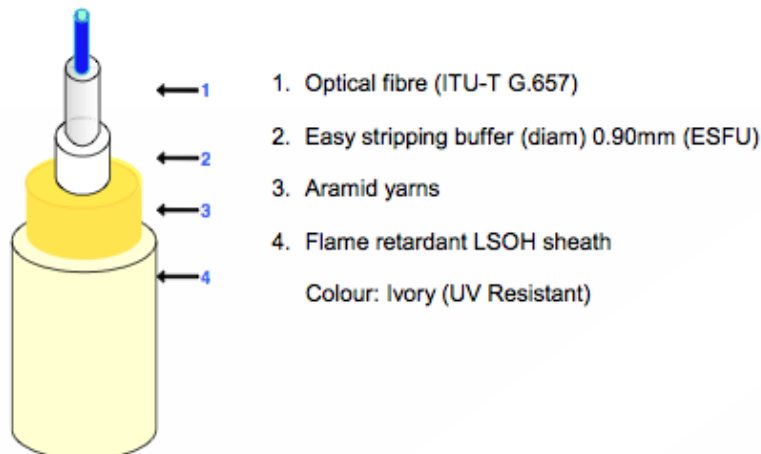 1
1. Optical fibre (ITU-T G.657)
2
2. Easy stripping buffer (diam) 0.90mm (ESFU)
3
3. Aramid yarns
4
4. Flame retardant LSOH sheath
Colour: Ivory (UV Resistant)